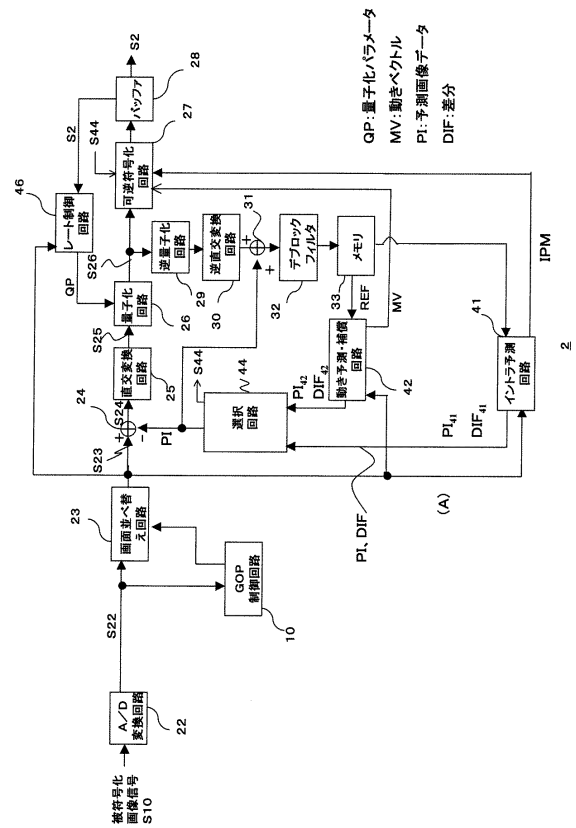 被符号化
画像信号
S10
A/D
変換回路
22
S22
GOP
制御回路
10
画面並べ替
え回路
23
S23
+
-
24
S24
直交変換
回路
25
S25
量子化
回路
26
QP
S26
レート制御
回路
46
可逆符号化
回路
27
S44
バッファ
28
S2
S2
逆量子化
回路
29
逆直交変換
回路
30
+
+
31
デブロック
フィルタ
32
メモリ
33
REF
MV
動き予測・補償
回路
42
PI42
DIF42
選択
回路
44
S44
PI
PI、DIF
PI41
DIF41
(A)
イントラ予測
回路
41
IPM
QP:量子化パラメータ
MV:動きベクトル
PI:予測画像データ
DIF:差分
2